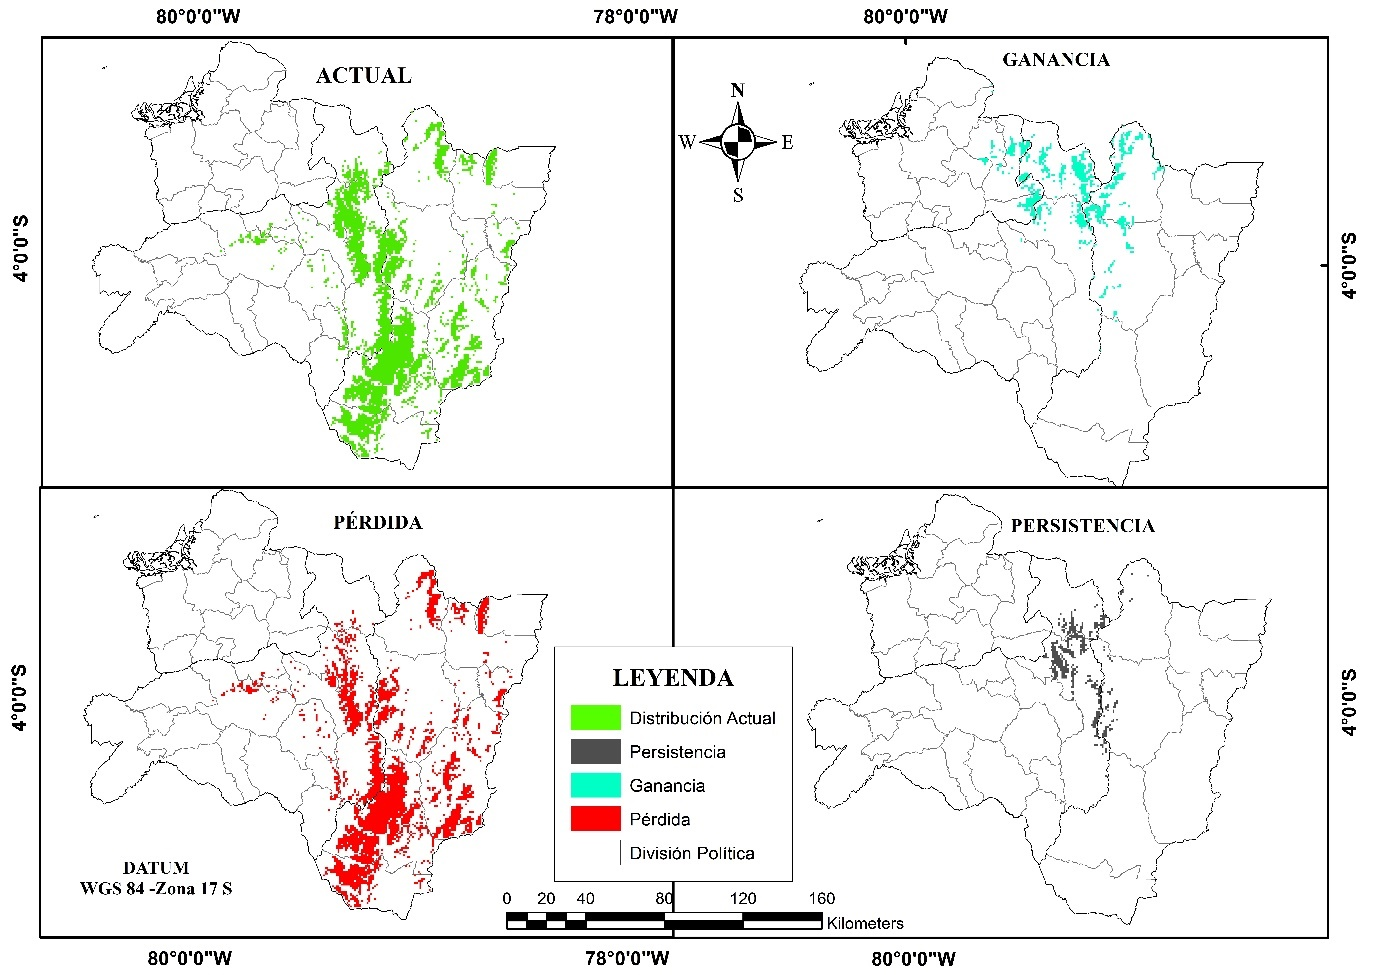 80°0'0"W
78°0'0"W
80°0'0"W
ACTUAL
GANANCIA
N
W
E
S
4°0'0"S
4°0'0"S
PÉRDIDA
PERSISTENCIA
LEYENDA
Distribución Actual
Persistencia
Ganancia
Pérdida
División Política
4°0'0"S
4°0'0"S
DATUM
WGS 84 -Zona 17 S
0 20 40 80 120 160
Kilometers
80°0'0"W
78°0'0"W
80°0'0"W